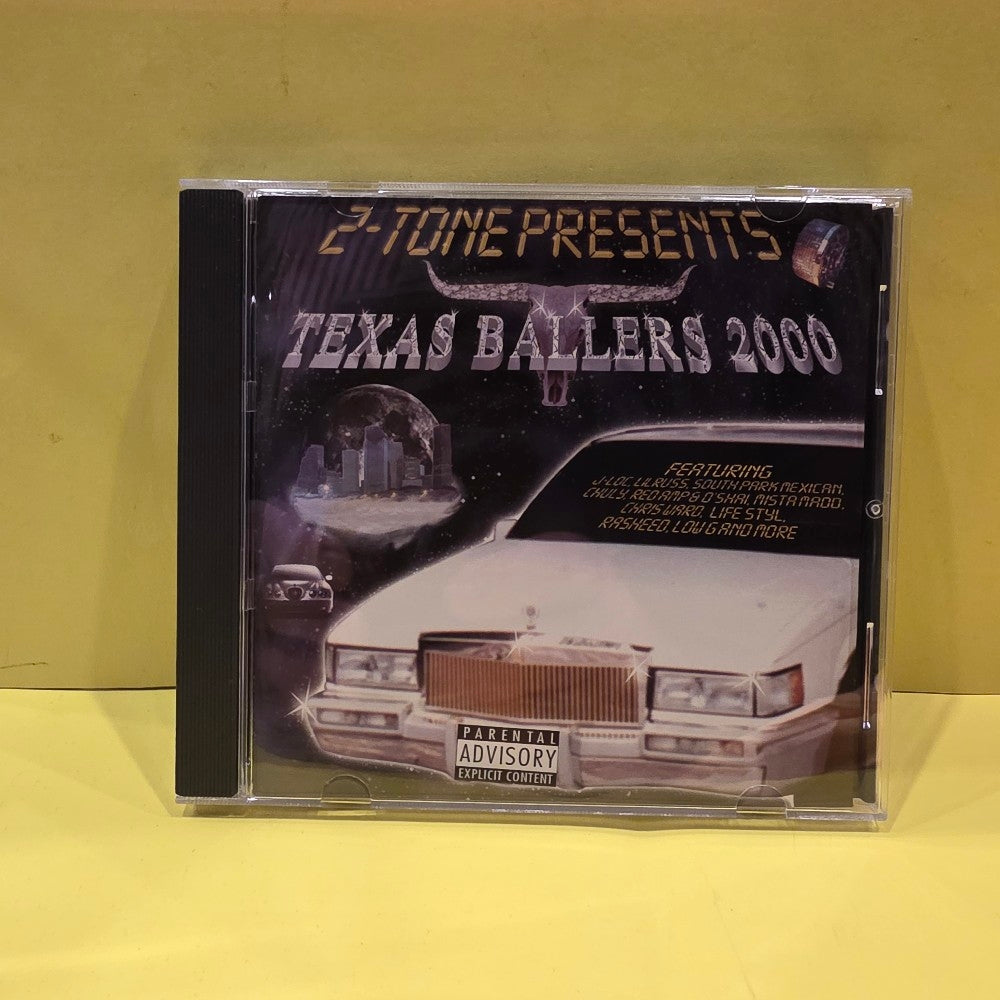 2-TONE PRESENTS
TEXAS BALLERS 2000
FEATURING
J-LOC, LIL RUSS, SOUTH PARK MEXICAN,
CHULY, RED AMP & D'SHAI, MISTA MADD,
CHRIS WARD, LIFE STYL,
RASHEED, LOW G AND MORE
PARENTAL
ADVISORY
EXPLICIT CONTENT